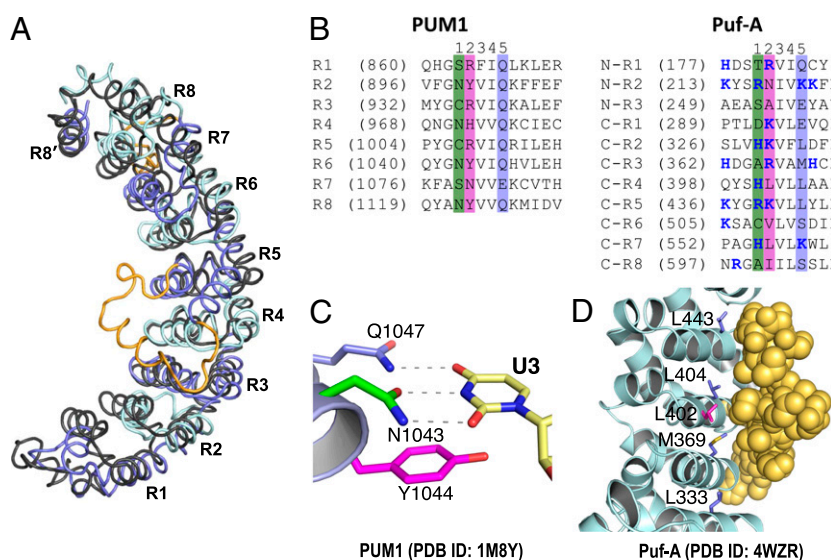 A
R8
R7
R8'
R6
R5
R4
R3
R2
R1
B
PUM1
12345
R1 (860) QHGSRFIQLKLER
R2 (896) VFGNYVIQKFFEF
R3 (932) MYGCRVIQRALEF
R4 (968) QNGNHVVQKCIEC
R5 (1004) PYGCRVIQRILEH
R6 (1040) QYGNYVIQHVLEH
R7 (1076) KFASNVVEKCVTH
R8 (1119) QYANYVVQKMIDV
Puf-A
12345
N-R1 (177) HDSTRVIQCY
N-R2 (213) KYSRNIVKKF
N-R3 (249) AEASAIVEYA
C-R1 (289) PTILDKLVEVQ
C-R2 (326) SLVHKFVLDF
C-R3 (362) HDGARVAMHC
C-R4 (398) QYSHLVLLAA
C-R5 (436) KYGRKVLLYL
C-R6 (505) KSACVLVSDI
C-R7 (552) PAGHLVLKWL
C-R8 (597) NRGAIILSSL
C
Q1047
U3
N1043
Y1044
PUM1 (PDB ID: 1M8Y)
D
L443
L404
L402
M369
L333
Puf-A (PDB ID: 4WZR)